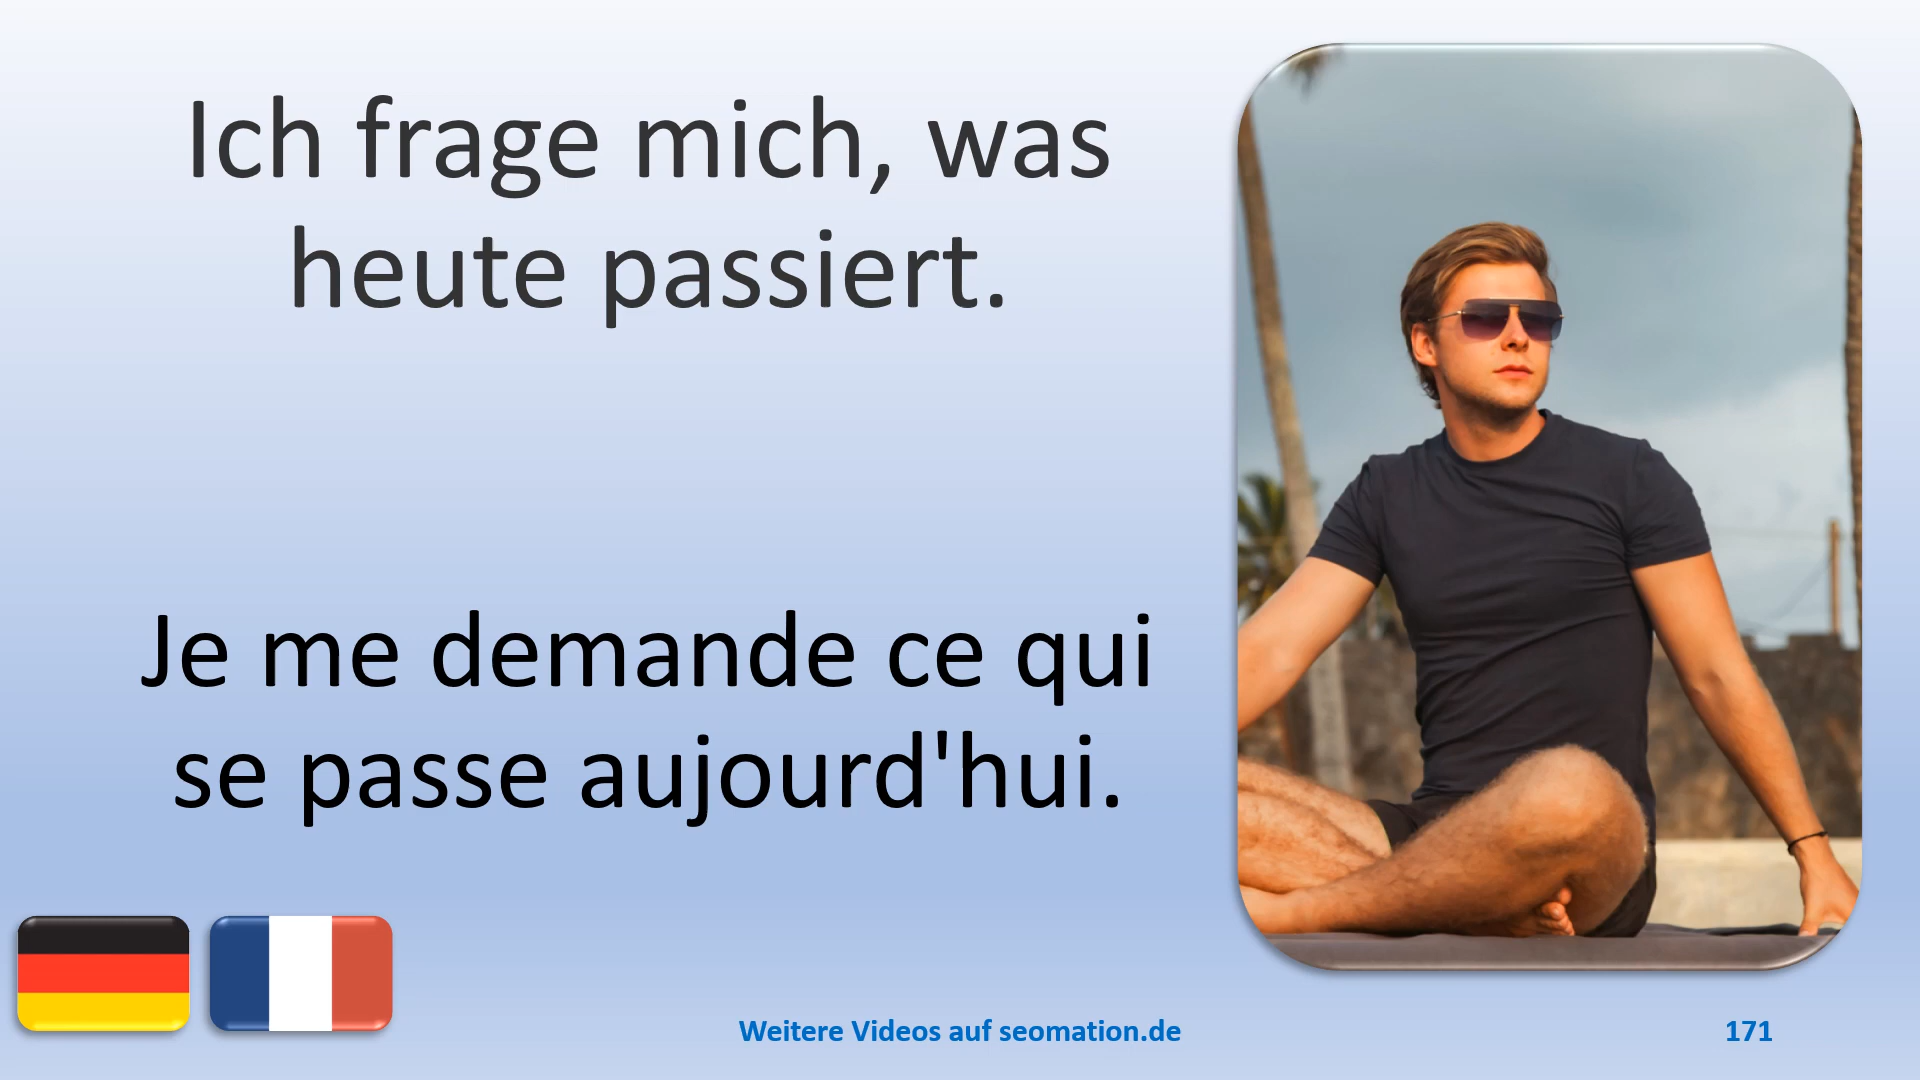 Ich frage mich, was
heute passiert.
Je me demande ce qui
se passe aujourd'hui.
Weitere Videos auf seomation.de
171